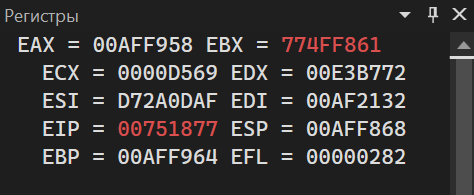 Регистры
EAX = 00AFF958 EBX = 774FF861
ECX = 0000D569 EDX = 00E3B772
ESI = D72A0DAF EDI = 00AF2132
EIP = 00751877 ESP = 00AFF868
EBP = 00AFF964 EFL = 00000282